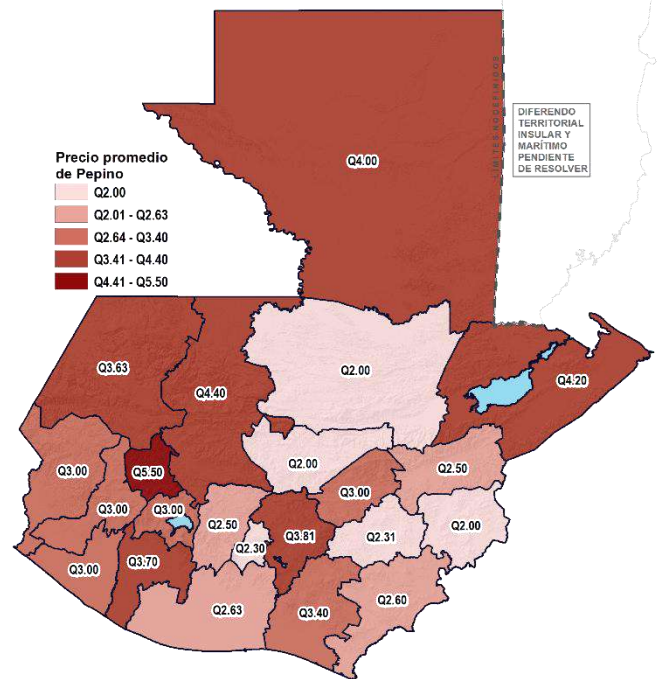 DIFERENDO
TERRITORIAL
INSULAR Y
MARÍTIMO
PENDIENTE
DE RESOLVER
LÍMITES NO DEFINIDOS
Q4.00
Precio promedio
de Pepino
Q2.00
Q2.01 - Q2.63
Q2.64 - Q3.40
Q3.41 - Q4.40
Q4.41 - Q5.50
Q3.63
Q4.40
Q2.00
Q4.20
Q3.00
Q5.50
Q2.00
Q2.50
Q3.00
Q3.00
Q3.00
Q2.50
Q2.30
Q3.81
Q2.31
Q2.00
Q3.00
Q3.70
Q2.63
Q3.40
Q2.60